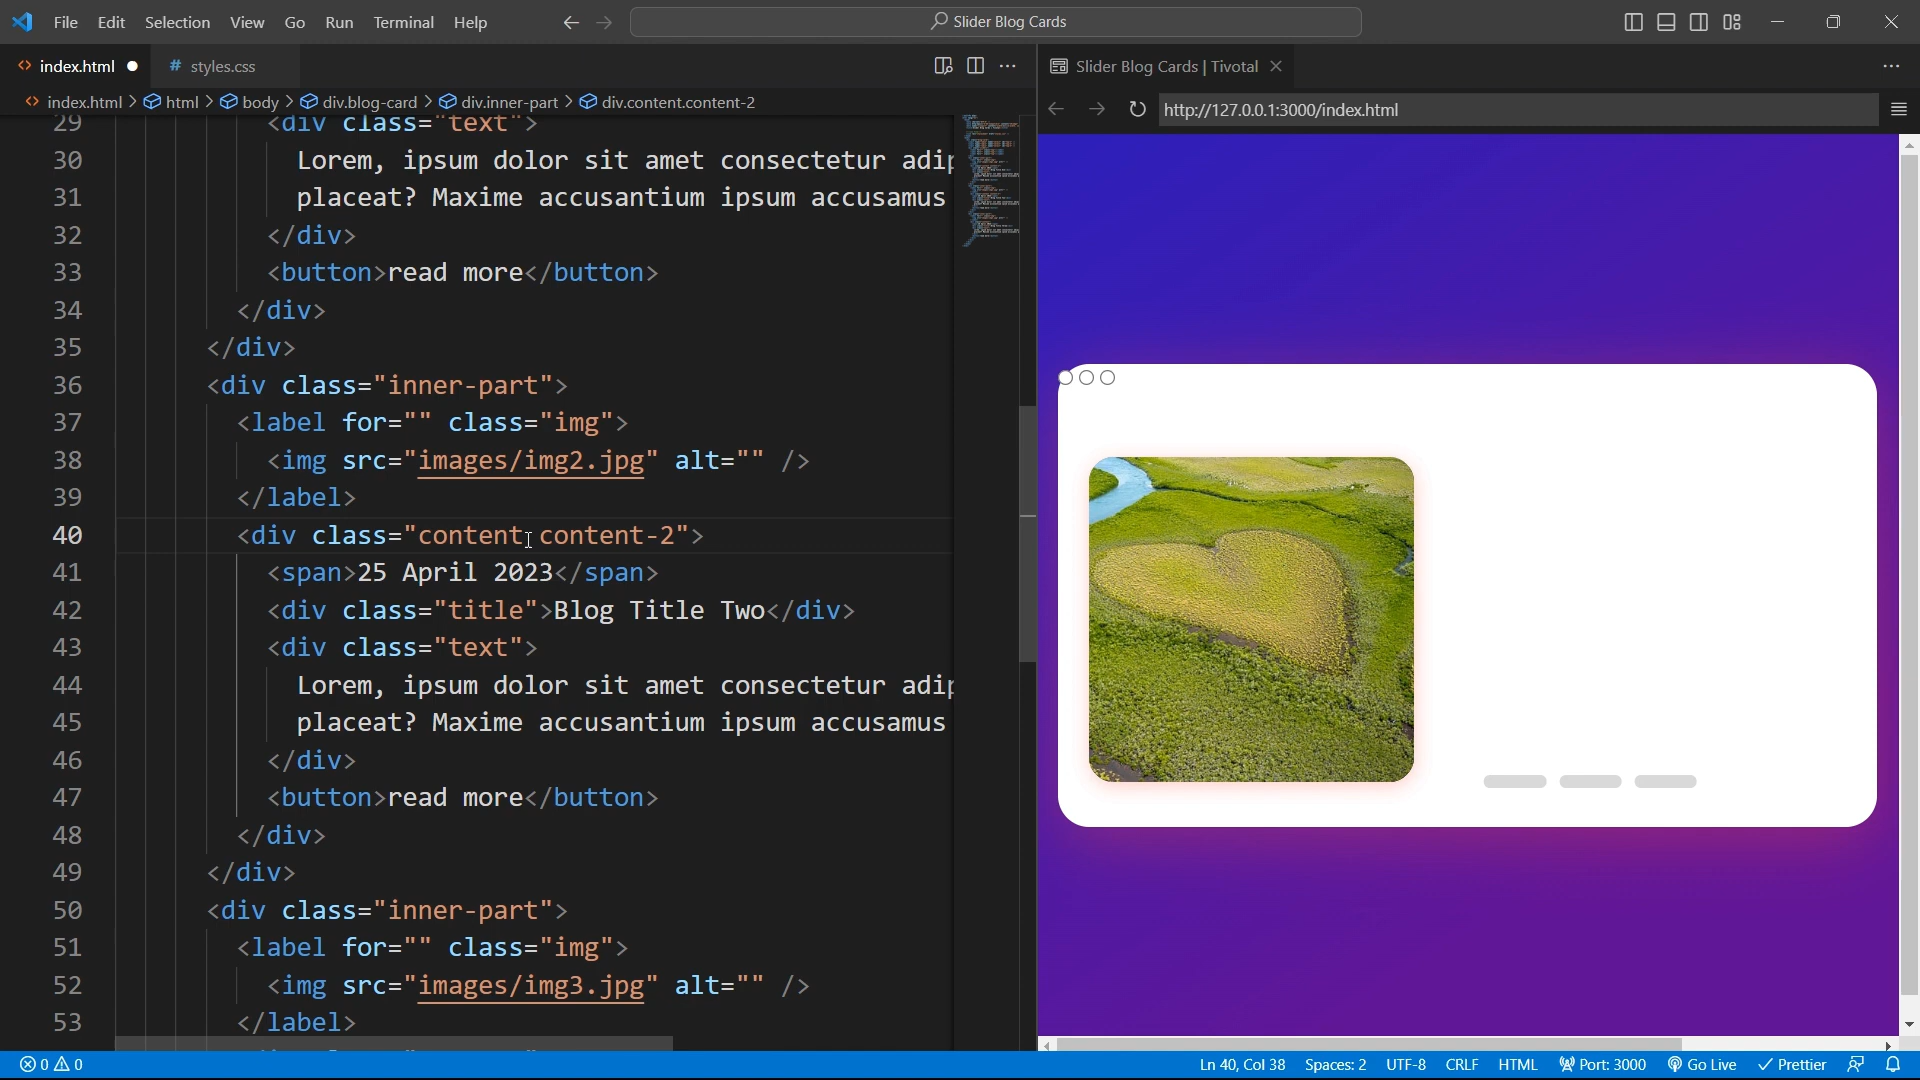 File Edit Selection View Go Run Terminal Help
Slider Blog Cards
index.html
# styles.css
Slider Blog Cards | Tivotal
index.html > html > body > div.blog-card > div.inner-part > div.content.content-2
http://127.0.0.1:3000/index.html
29 <div class="text">
30 Lorem, ipsum dolor sit amet consectetur adip
31 placeat? Maxime accusantium ipsum accusamus
32 </div>
33 <button>read more</button>
34 </div>
35 </div>
36 <div class="inner-part">
37 <label for="" class="img">
38 <img src="images/img2.jpg" alt="" />
39 </label>
40 <div class="content content-2">
41 <span>25 April 2023</span>
42 <div class="title">Blog Title Two</div>
43 <div class="text">
44 Lorem, ipsum dolor sit amet consectetur adip
45 placeat? Maxime accusantium ipsum accusamus
46 </div>
47 <button>read more</button>
48 </div>
49 </div>
50 <div class="inner-part">
51 <label for="" class="img">
52 <img src="images/img3.jpg" alt="" />
53 </label>
0 0
Ln 40, Col 38 Spaces: 2 UTF-8 CRLF HTML Port: 3000 Go Live Prettier